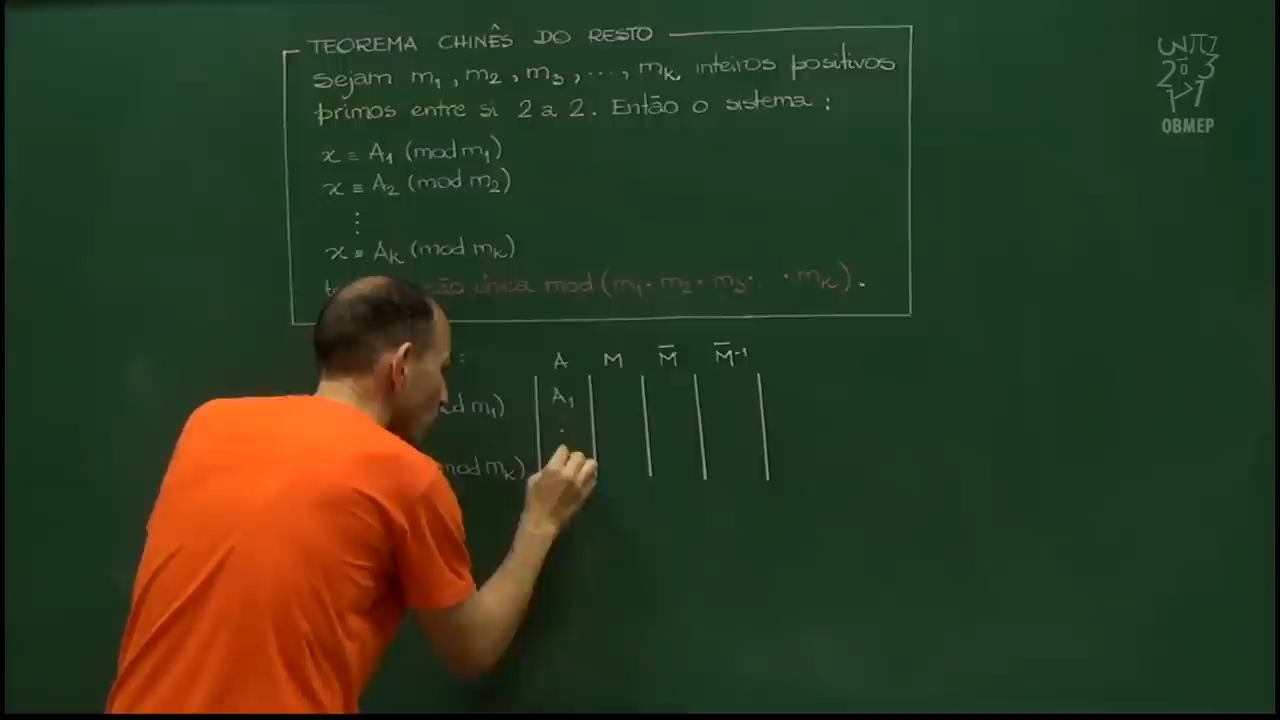 TEOREMA CHINÊS DO RESTO
Sejam m₁, m₂, m₃, ..., mₖ inteiros positivos
primos entre si 2 a 2. Então o sistema:
x ≡ A₁ (mod m₁)
x ≡ A₂ (mod m₂)
⋮
x ≡ Aₖ (mod mₖ)
única mod (m₁ · m₂ · m₃ · ... · mₖ).
: A M M̅ M̅⁻¹
m₁) A₁
mod mₖ)
OBMEP